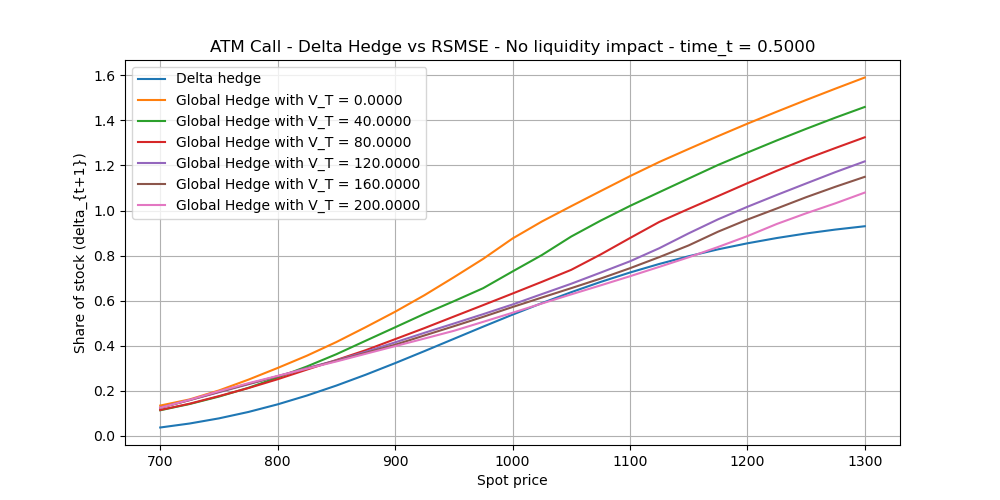 ATM Call - Delta Hedge vs RSMSE - No liquidity impact - time_t = 0.5000
Delta hedge
Global Hedge with V_T = 0.0000
Global Hedge with V_T = 40.0000
Global Hedge with V_T = 80.0000
Global Hedge with V_T = 120.0000
Global Hedge with V_T = 160.0000
Global Hedge with V_T = 200.0000
Share of stock (delta_{t+1})
1.6
1.4
1.2
1.0
0.8
0.6
0.4
0.2
0.0
700 800 900 1000 1100 1200 1300
Spot price